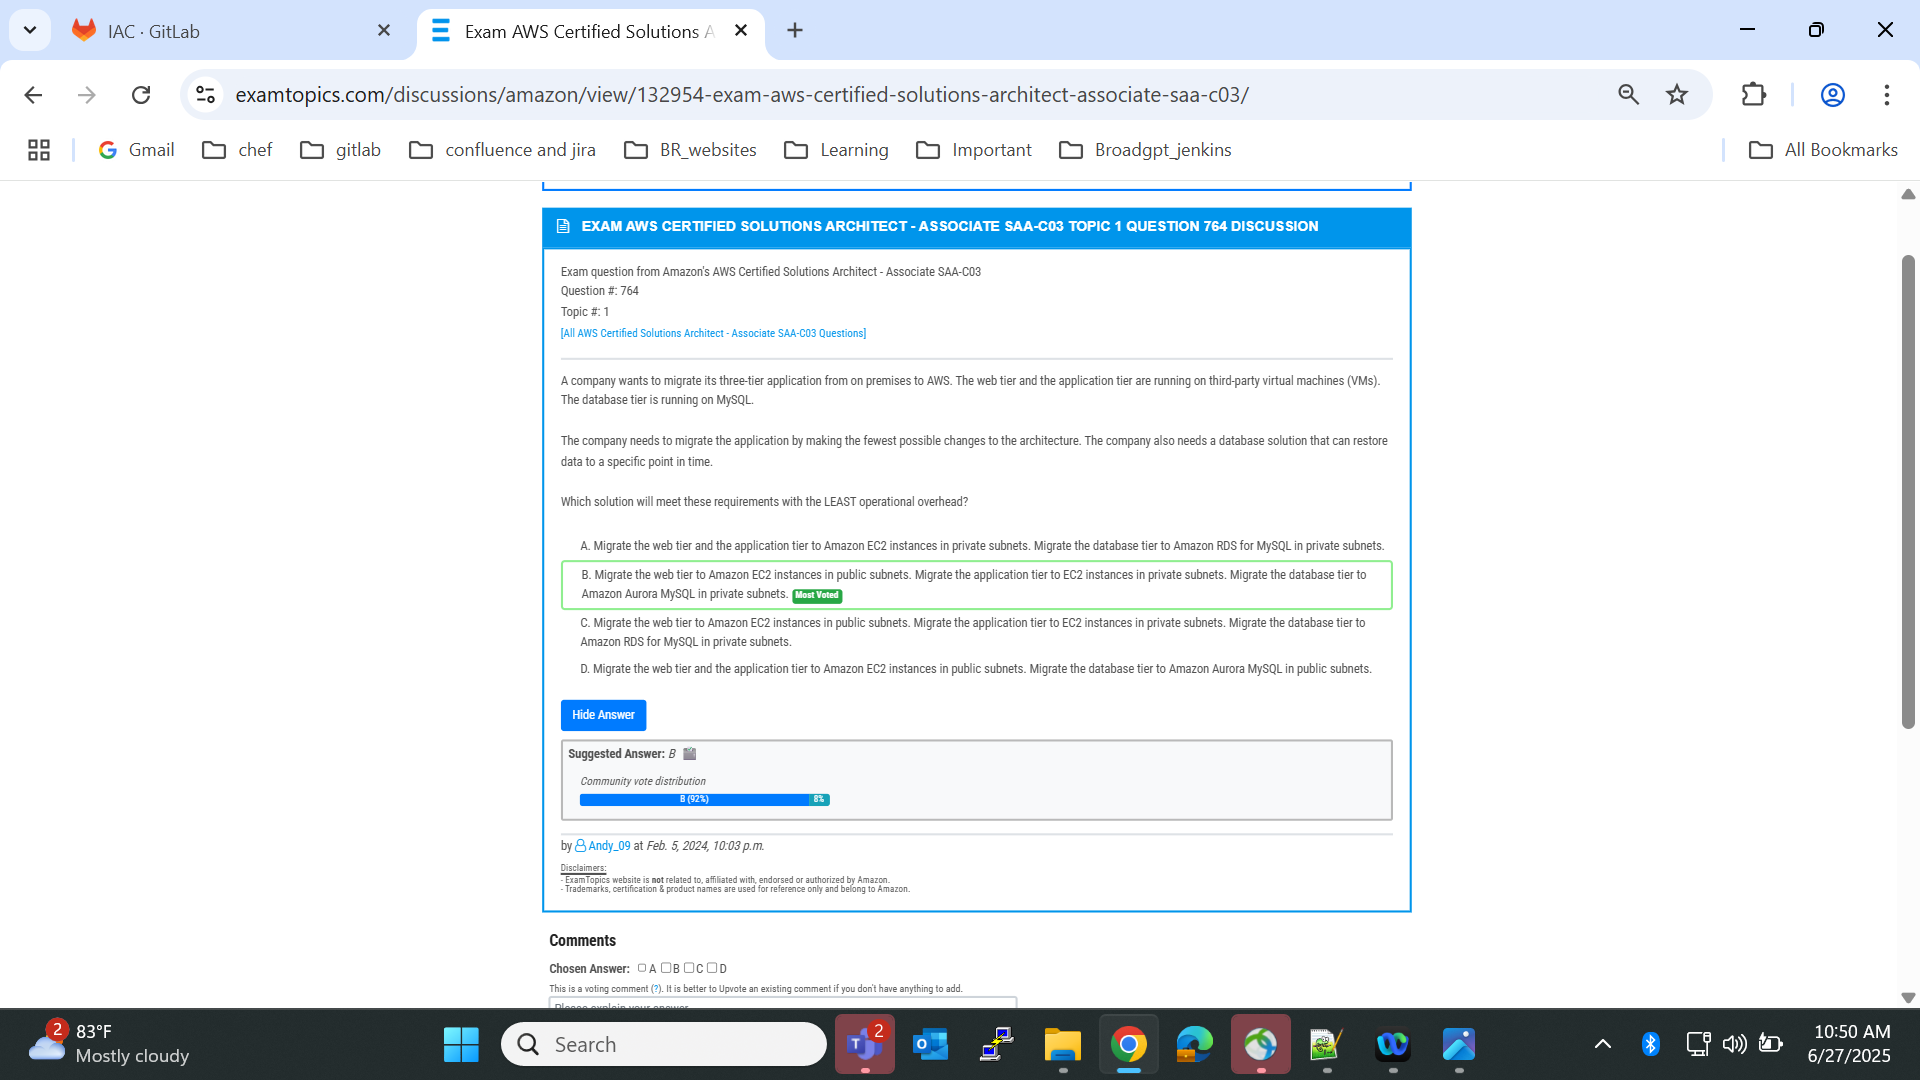 IAC · GitLab
Exam AWS Certified Solutions A
examtopics.com/discussions/amazon/view/132954-exam-aws-certified-solutions-architect-associate-saa-c03/
Gmail chef gitlab confluence and jira BR_websites Learning Important Broadgpt_jenkins All Bookmarks
EXAM AWS CERTIFIED SOLUTIONS ARCHITECT - ASSOCIATE SAA-C03 TOPIC 1 QUESTION 764 DISCUSSION
Exam question from Amazon's AWS Certified Solutions Architect - Associate SAA-C03
Question #: 764
Topic #: 1
[All AWS Certified Solutions Architect - Associate SAA-C03 Questions]
A company wants to migrate its three-tier application from on premises to AWS. The web tier and the application tier are running on third-party virtual machines (VMs).
The database tier is running on MySQL.
The company needs to migrate the application by making the fewest possible changes to the architecture. The company also needs a database solution that can restore
data to a specific point in time.
Which solution will meet these requirements with the LEAST operational overhead?
A. Migrate the web tier and the application tier to Amazon EC2 instances in private subnets. Migrate the database tier to Amazon RDS for MySQL in private subnets.
B. Migrate the web tier to Amazon EC2 instances in public subnets. Migrate the application tier to EC2 instances in private subnets. Migrate the database tier to
Amazon Aurora MySQL in private subnets. Most Voted
C. Migrate the web tier to Amazon EC2 instances in public subnets. Migrate the application tier to EC2 instances in private subnets. Migrate the database tier to
Amazon RDS for MySQL in private subnets.
D. Migrate the web tier and the application tier to Amazon EC2 instances in public subnets. Migrate the database tier to Amazon Aurora MySQL in public subnets.
Hide Answer
Suggested Answer: B
Community vote distribution
B (92%) 8%
by Andy_09 at Feb. 5, 2024, 10:03 p.m.
Disclaimers:
- ExamTopics website is not related to, affiliated with, endorsed or authorized by Amazon.
- Trademarks, certification & product names are used for reference only and belong to Amazon.
Comments
Chosen Answer: A B C D
This is a voting comment (?). It is better to Upvote an existing comment if you don't have anything to add.
Please explain your answer
2 83°F
Mostly cloudy
Search
2
10:50 AM
6/27/2025